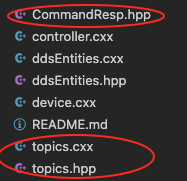 CommandResp.hpp
controller.cxx
ddsEntities.cxx
ddsEntities.hpp
device.cxx
README.md
topics.cxx
topics.hpp